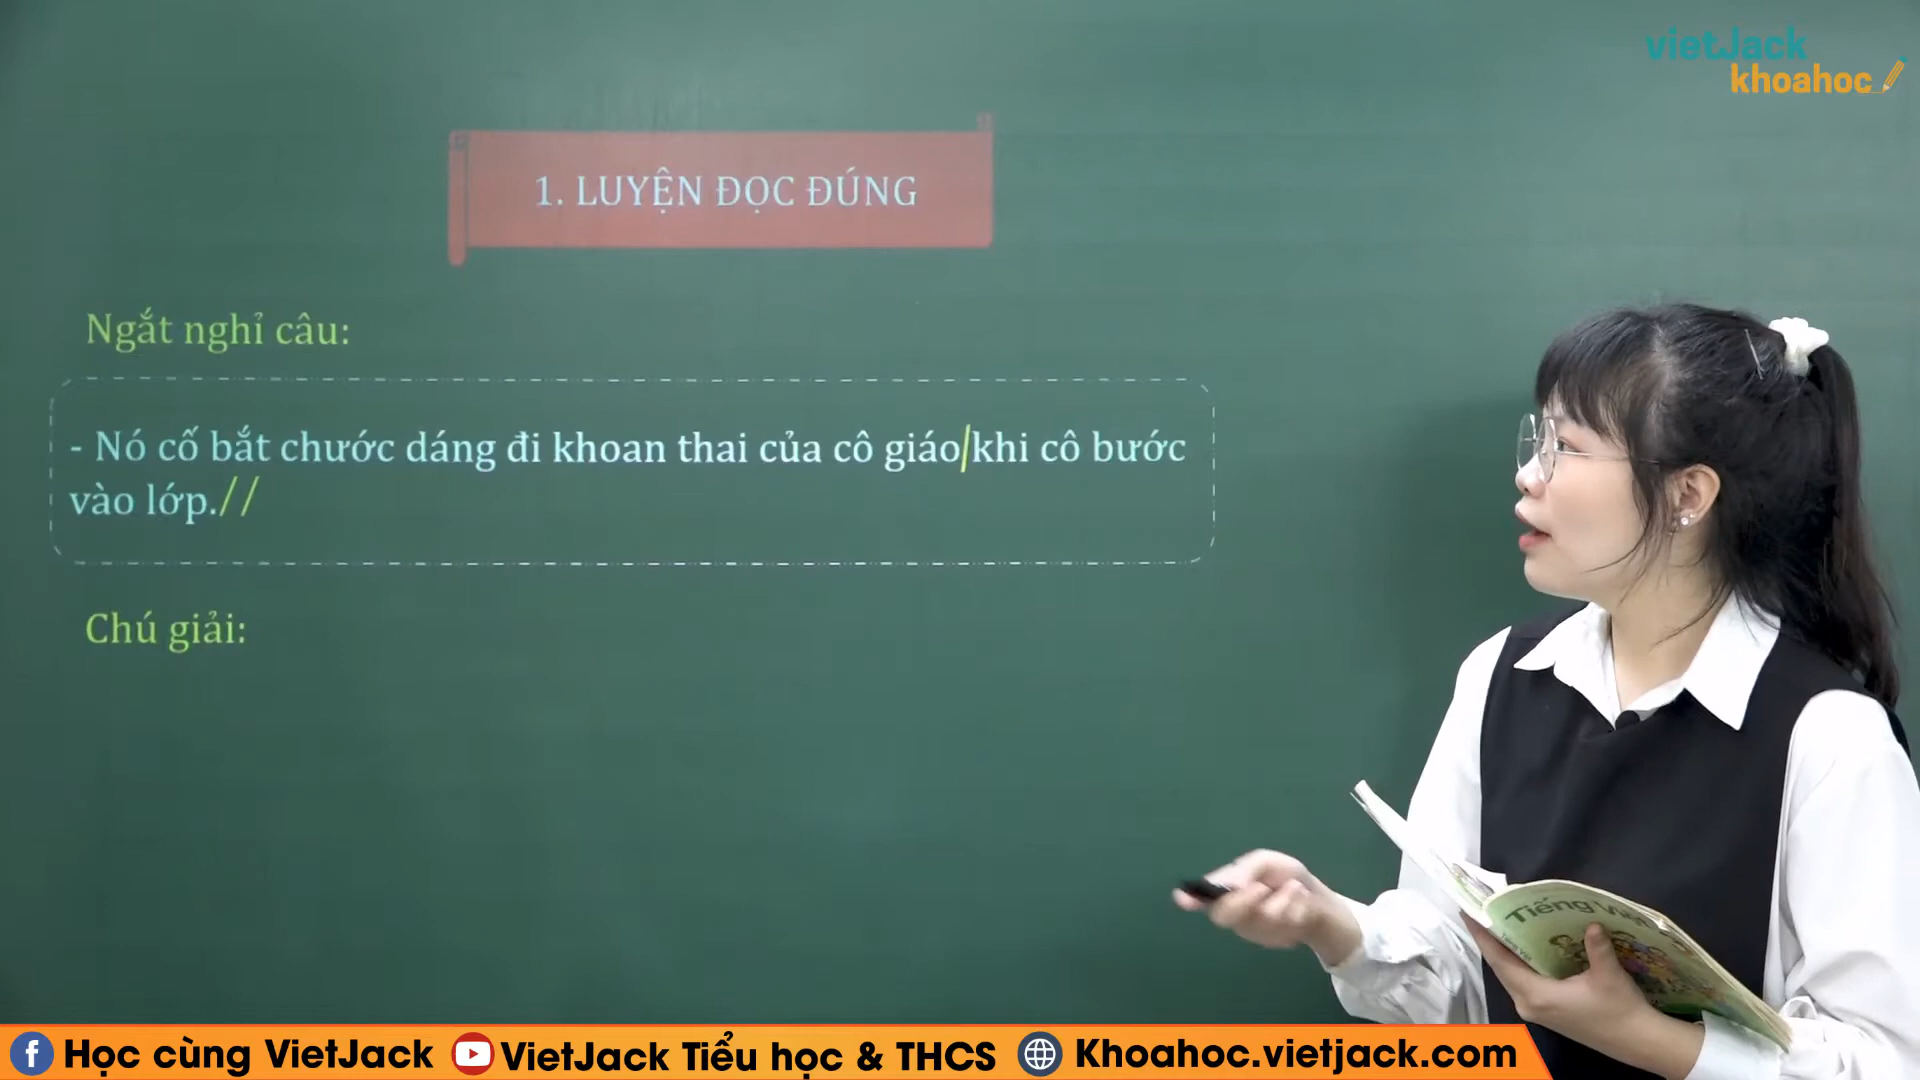 vietJack
khoahoc
1. LUYỆN ĐỌC ĐÚNG
Ngắt nghỉ câu:
- Nó cố bắt chước dáng đi khoan thai của cô giáo/khi cô bước
vào lớp.//
Chú giải:
Tiếng Việt
Học cùng VietJack
VietJack Tiểu học & THCS
Khoahoc.vietjack.com